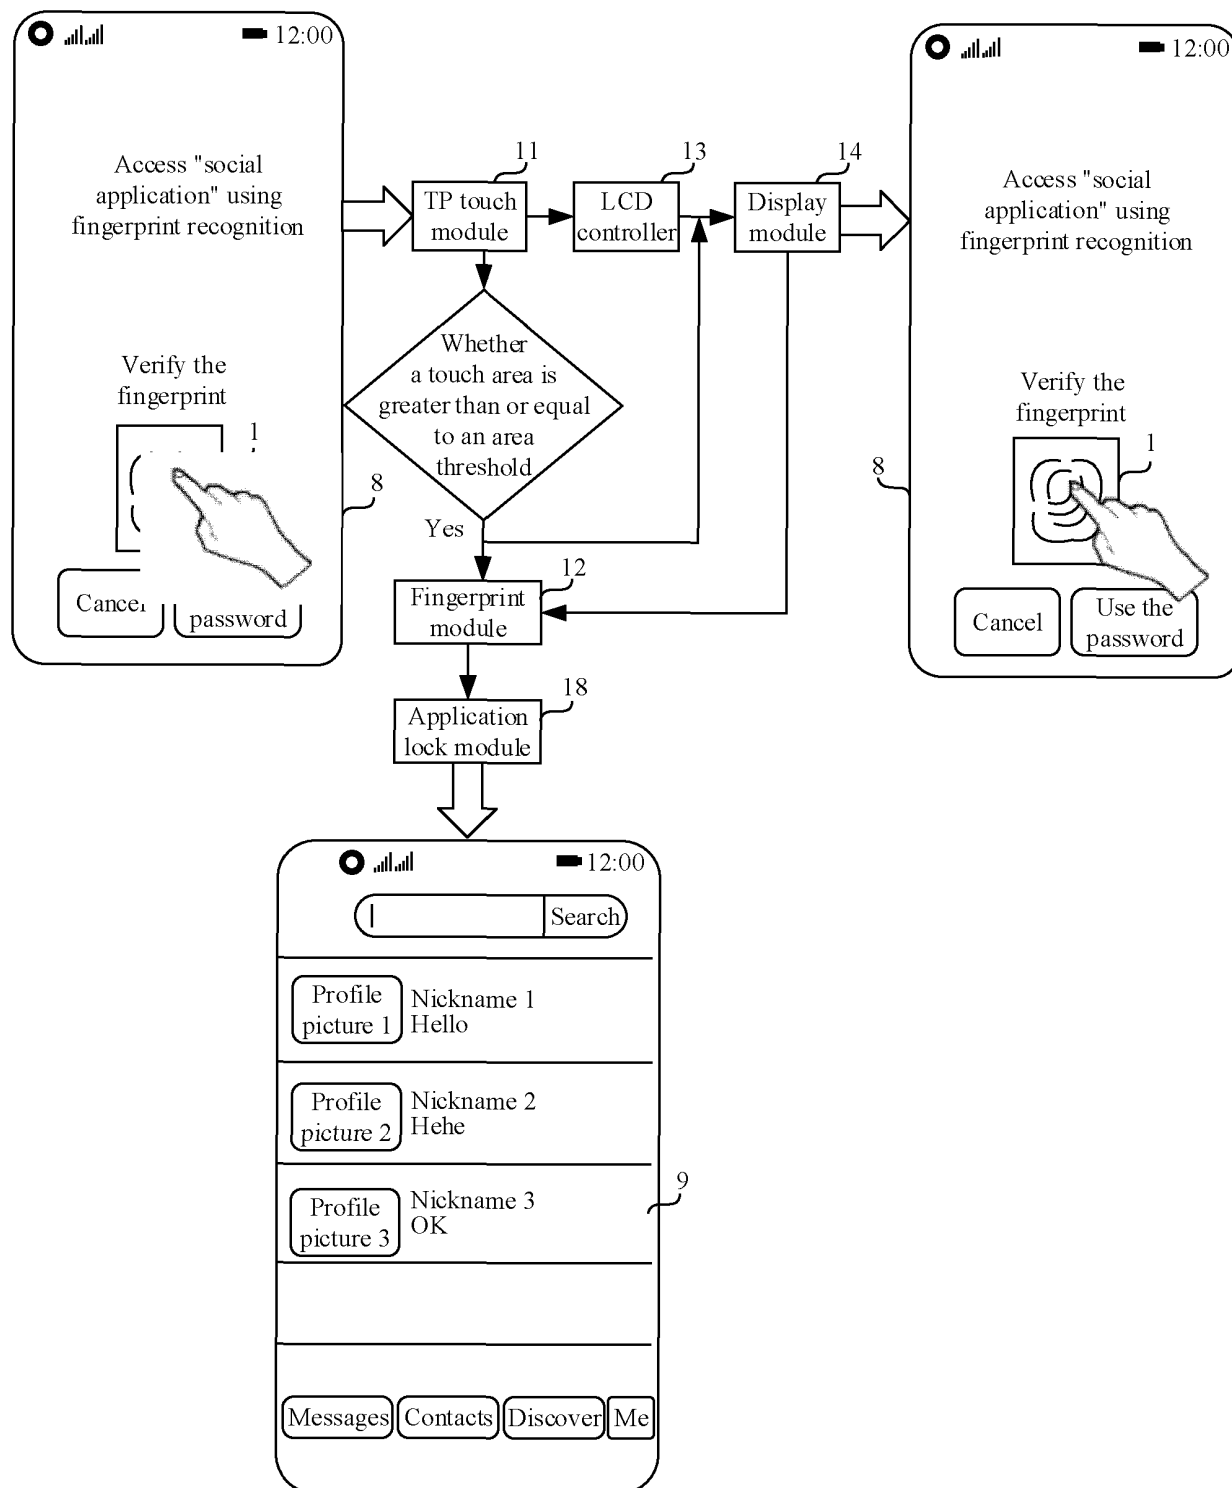 12:00
Access "social
application" using
fingerprint recognition
Verify the
fingerprint
1
8
Cancel
password
11
TP touch
module
13
LCD
controller
14
Display
module
Whether
a touch area is
greater than or equal
to an area
threshold
Yes
12
Fingerprint
module
18
Application
lock module
12:00
Access "social
application" using
fingerprint recognition
Verify the
fingerprint
1
8
Cancel
Use the
password
12:00
Search
Profile
picture 1
Nickname 1
Hello
Profile
picture 2
Nickname 2
Hehe
Profile
picture 3
Nickname 3
OK
9
Messages
Contacts
Discover
Me